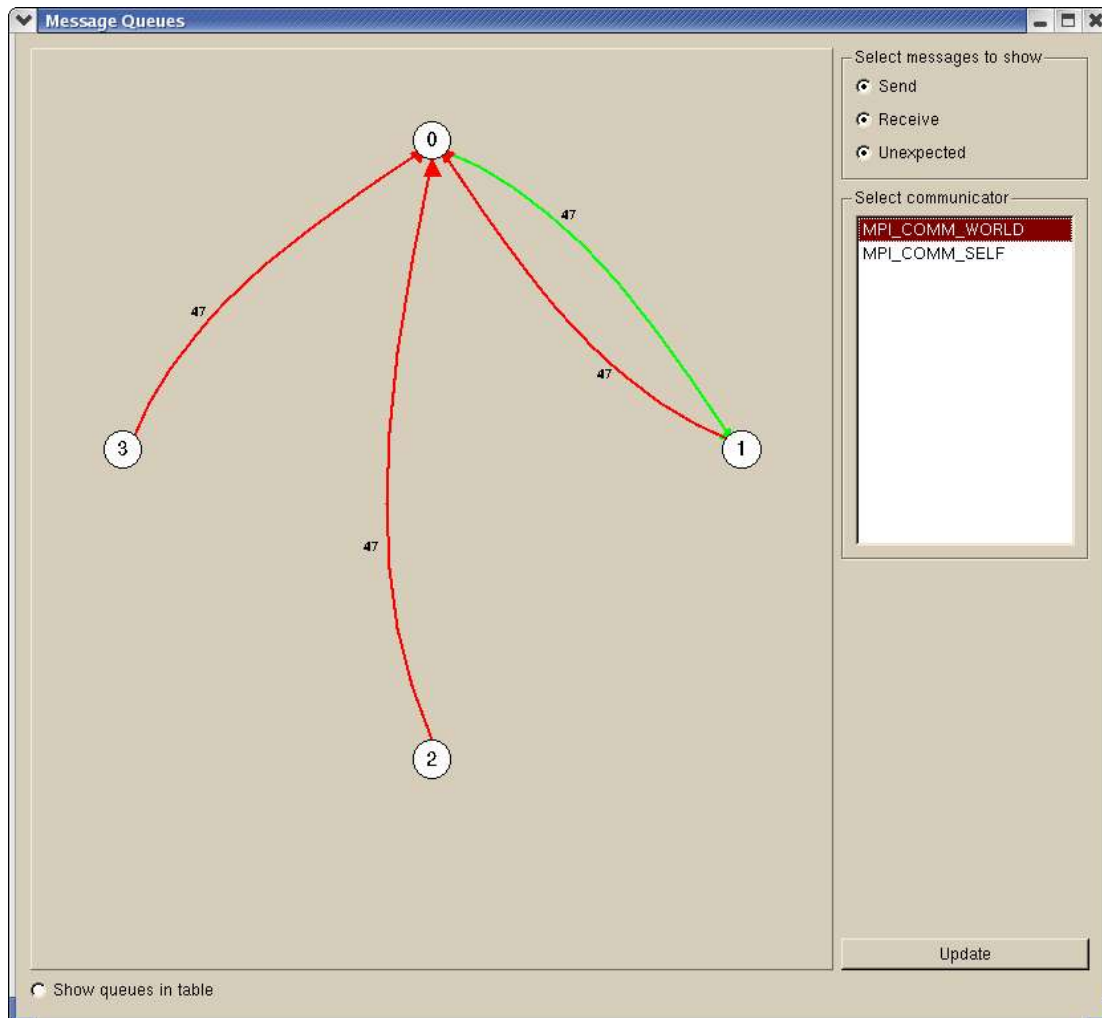 Message Queues
Select messages to show
Send
Receive
Unexpected
Select communicator
MPI_COMM_WORLD
MPI_COMM_SELF
0
47
47
47
3
1
47
2
Update
Show queues in table